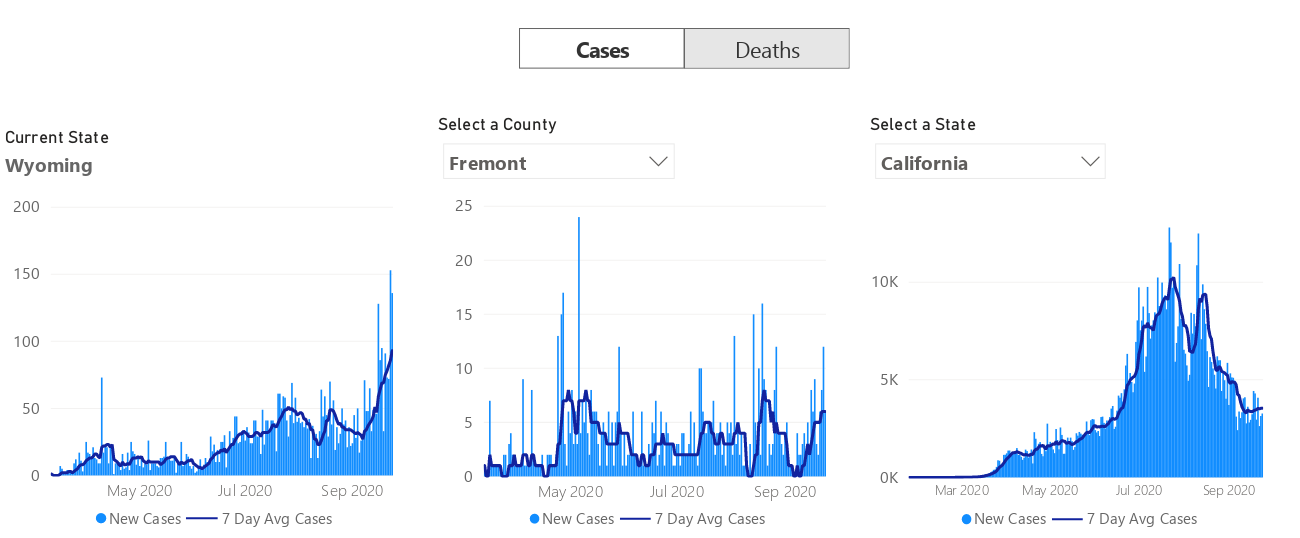 Cases Deaths
Current State
Wyoming
200
150
100
50
0
May 2020 Jul 2020 Sep 2020
New Cases 7 Day Avg Cases
Select a County
Fremont
25
20
15
10
5
0
May 2020 Jul 2020 Sep 2020
New Cases 7 Day Avg Cases
Select a State
California
10K
5K
0K
Mar 2020 May 2020 Jul 2020 Sep 2020
New Cases 7 Day Avg Cases